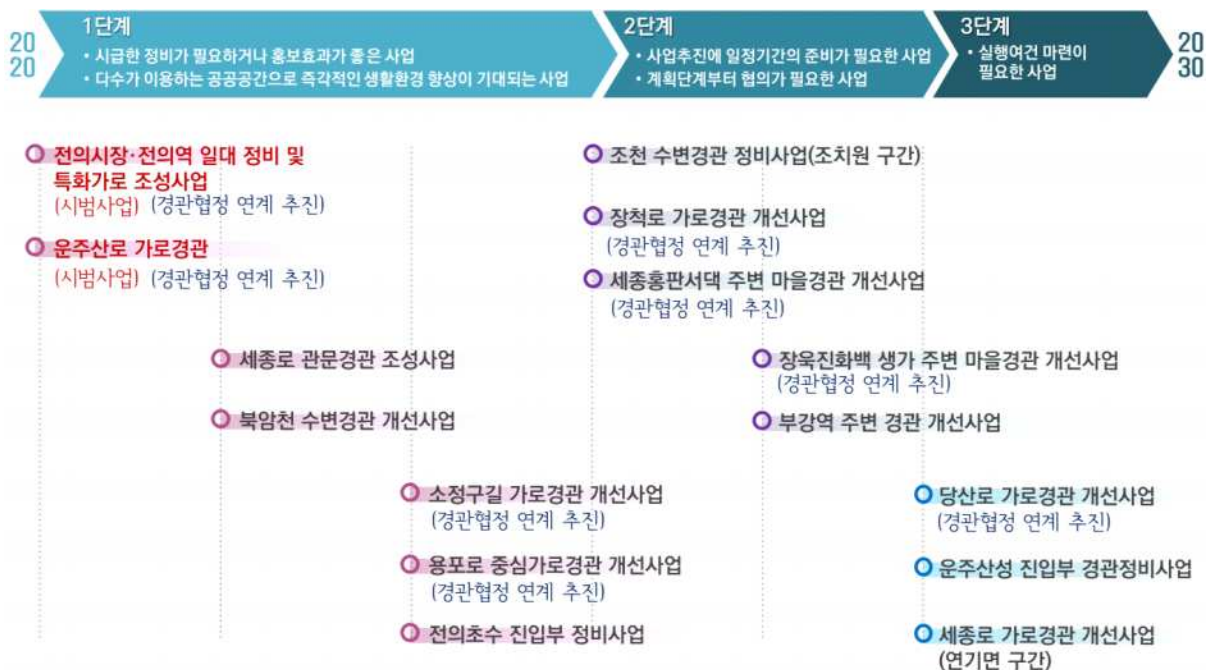 20
20
1단계
• 시급한 정비가 필요하거나 홍보효과가 좋은 사업
• 다수가 이용하는 공공공간으로 즉각적인 생활환경 향상이 기대되는 사업
2단계
• 사업추진에 일정기간의 준비가 필요한 사업
• 계획단계부터 협의가 필요한 사업
3단계
• 실행여건 마련이
필요한 사업
20
30
전의시장·전의역 일대 정비 및
특화가로 조성사업
(시범사업) (경관협정 연계 추진)
운주산로 가로경관
(시범사업) (경관협정 연계 추진)
세종로 관문경관 조성사업
북암천 수변경관 개선사업
소정구길 가로경관 개선사업
(경관협정 연계 추진)
용포로 중심가로경관 개선사업
(경관협정 연계 추진)
전의초수 진입부 정비사업
조천 수변경관 정비사업(조치원 구간)
장척로 가로경관 개선사업
(경관협정 연계 추진)
세종홍판서댁 주변 마을경관 개선사업
(경관협정 연계 추진)
장욱진화백 생가 주변 마을경관 개선사업
(경관협정 연계 추진)
부강역 주변 경관 개선사업
당산로 가로경관 개선사업
(경관협정 연계 추진)
운주산성 진입부 경관정비사업
세종로 가로경관 개선사업
(연기면 구간)